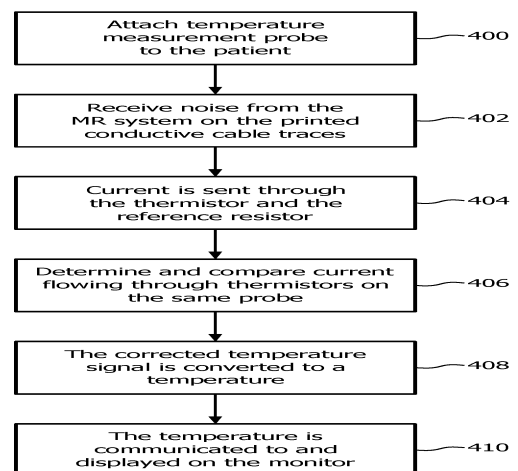 Attach temperature
measurement probe
to the patient
400
Receive noise from the
MR system on the printed
conductive cable traces
402
Current is sent through
the thermistor and the
reference resistor
404
Determine and compare current
flowing through thermistors on
the same probe
406
The corrected temperature
signal is converted to a
temperature
408
The temperature is
communicated to and
displayed on the monitor
410